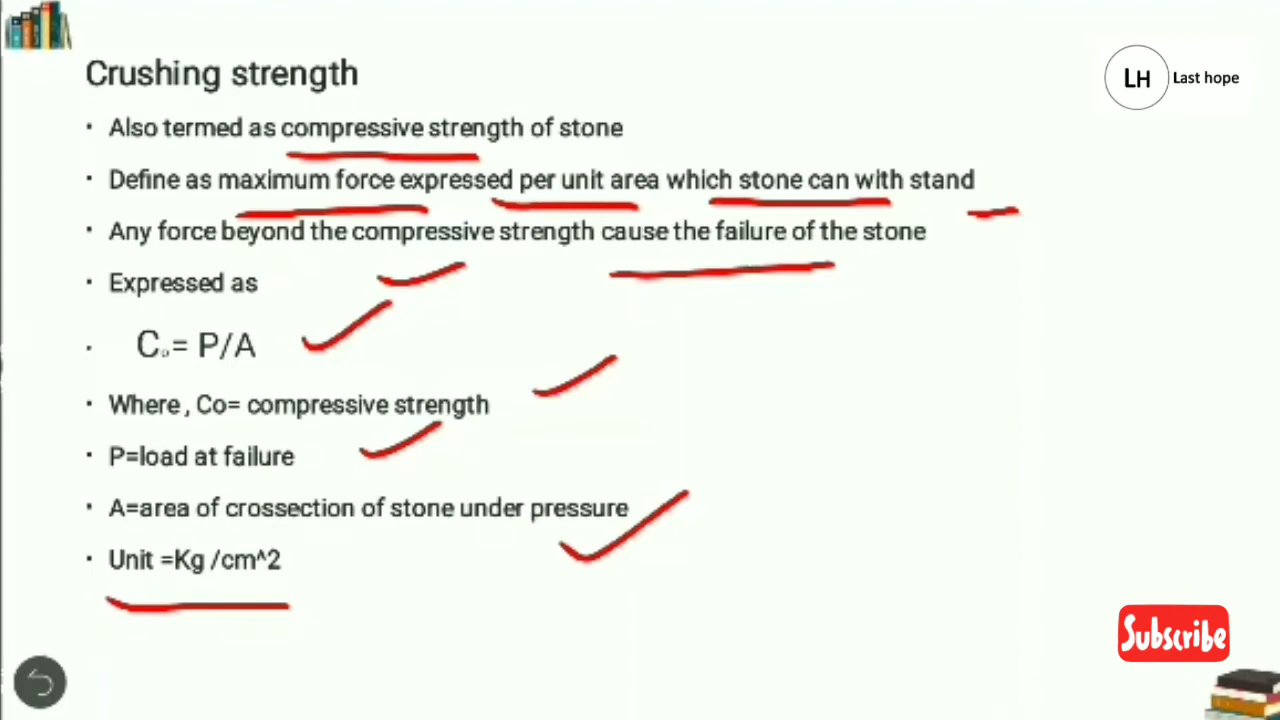 Crushing strength
LH Last hope
• Also termed as compressive strength of stone
• Define as maximum force expressed per unit area which stone can with stand
• Any force beyond the compressive strength cause the failure of the stone
• Expressed as
• C₀= P/A
• Where , Co= compressive strength
• P=load at failure
• A=area of crossection of stone under pressure
• Unit =Kg /cm^2
Subscribe